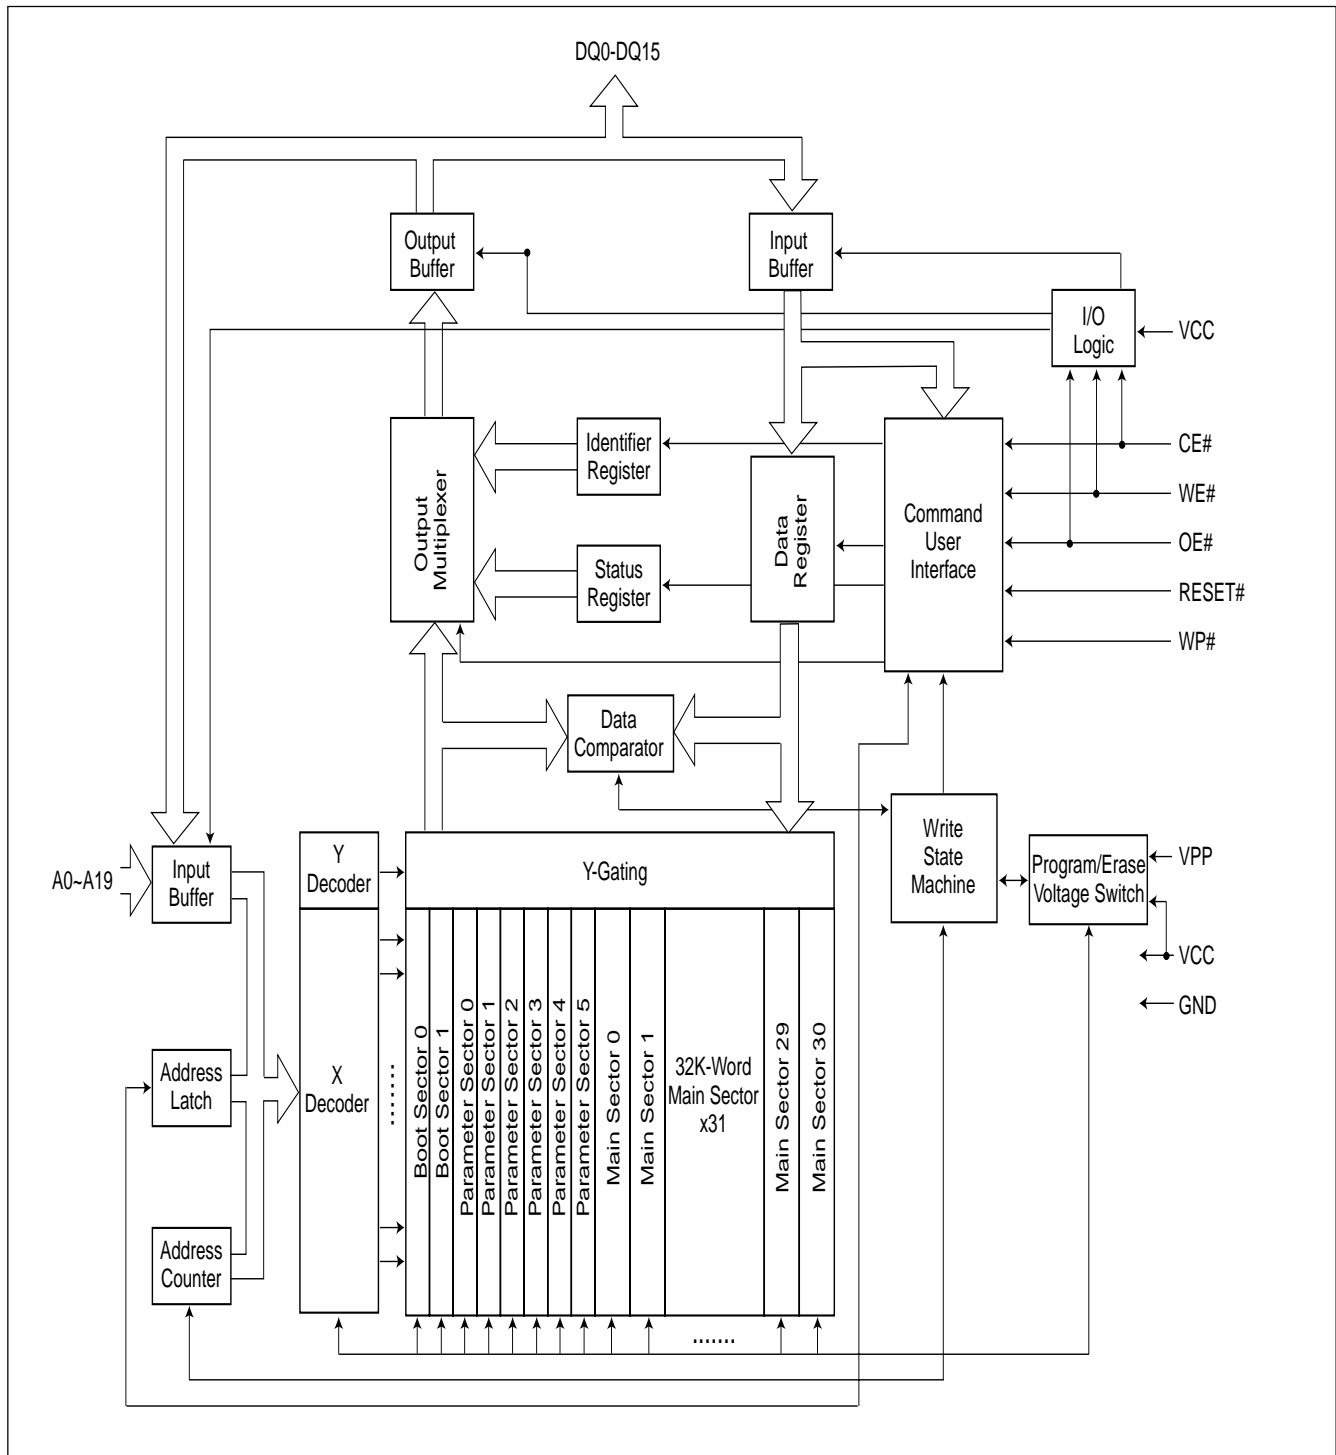 DQ0-DQ15
Output
Buffer
Input
Buffer
I/O
Logic
VCC
Output
Multiplexer
Identifier
Register
Status
Register
Data
Register
Command
User
Interface
CE#
WE#
OE#
RESET#
WP#
Data
Comparator
A0~A19
Input
Buffer
Y
Decoder
Y-Gating
Write
State
Machine
Program/Erase
Voltage Switch
VPP
VCC
GND
Address
Latch
X
Decoder
........
Boot Sector 0
Boot Sector 1
Parameter Sector 0
Parameter Sector 1
Parameter Sector 2
Parameter Sector 3
Parameter Sector 4
Parameter Sector 5
Main Sector 0
Main Sector 1
32K-Word
Main Sector
x31
Main Sector 29
Main Sector 30
Address
Counter
.......